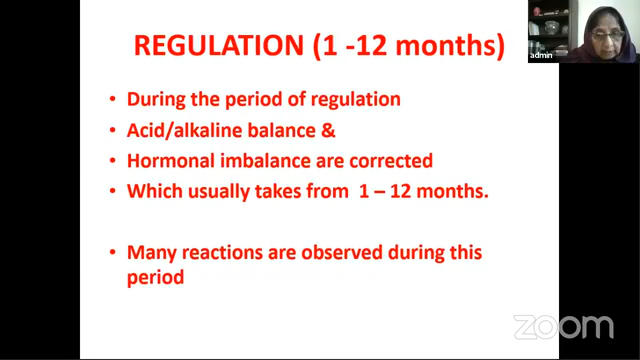 REGULATION (1 -12 months)
• During the period of regulation
• Acid/alkaline balance &
• Hormonal imbalance are corrected
• Which usually takes from 1 – 12 months.
• Many reactions are observed during this
period
admin
zoom